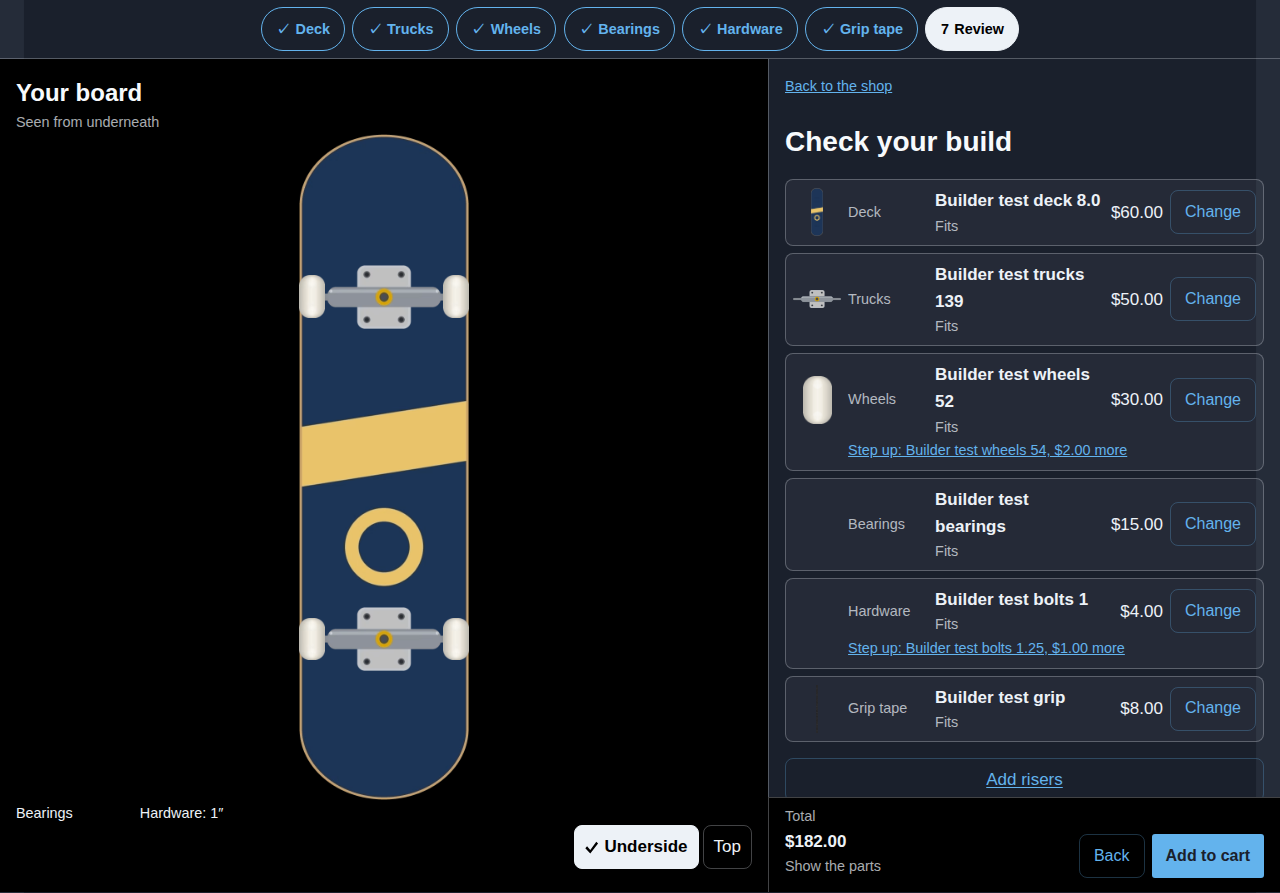 ✓ Deck
✓ Trucks
✓ Wheels
✓ Bearings
✓ Hardware
✓ Grip tape
7 Review
Your board
Seen from underneath
Bearings
Hardware: 1″
✓ Underside
Top
Back to the shop
Check your build
Deck
Builder test deck 8.0
Fits
$60.00
Change
Trucks
Builder test trucks
139
Fits
$50.00
Change
Wheels
Builder test wheels
52
Fits
$30.00
Change
Step up: Builder test wheels 54, $2.00 more
Bearings
Builder test
bearings
Fits
$15.00
Change
Hardware
Builder test bolts 1
Fits
$4.00
Change
Step up: Builder test bolts 1.25, $1.00 more
Grip tape
Builder test grip
Fits
$8.00
Change
Add risers
Total
$182.00
Show the parts
Back
Add to cart